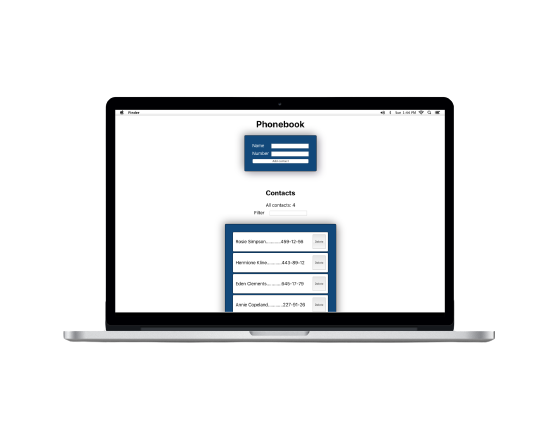 Finder
Sun 1:44 PM
Phonebook
Name
Number
Add contact
Contacts
All contacts: 4
Filter
Rosie Simpson..........459-12-56
Delete
Hermione Kline..........443-89-12
Delete
Eden Clements..........645-17-79
Delete
Annie Copeland..........227-91-26
Delete